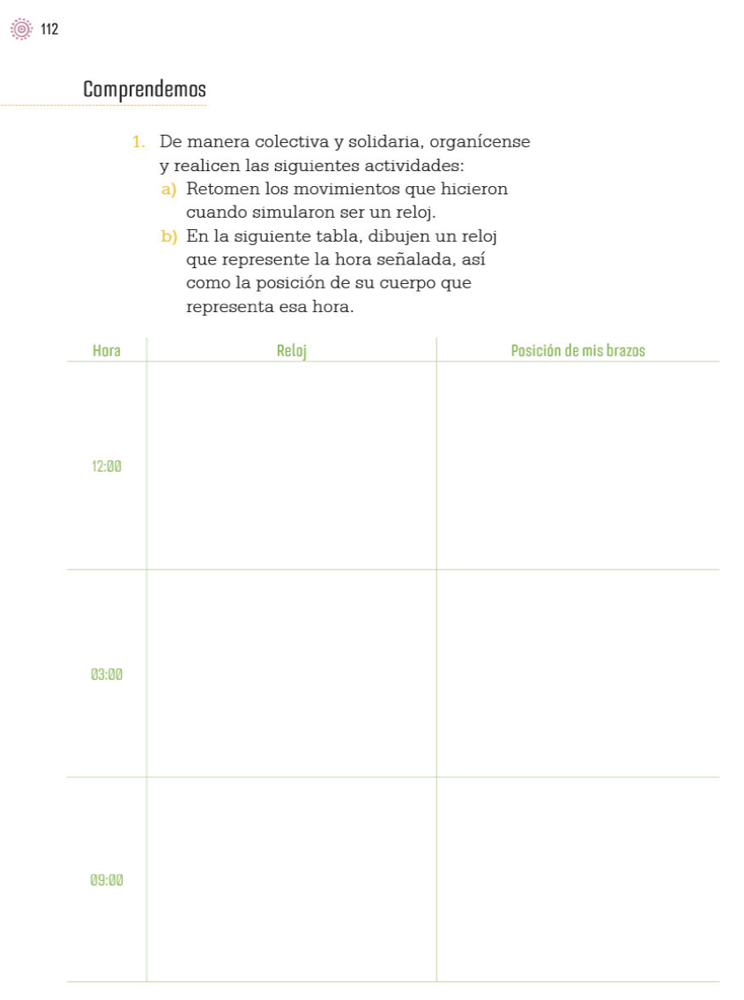 112
Comprendemos
1. De manera colectiva y solidaria, organícense
y realicen las siguientes actividades:
a) Retomen los movimientos que hicieron
cuando simularon ser un reloj.
b) En la siguiente tabla, dibujen un reloj
que represente la hora señalada, así
como la posición de su cuerpo que
representa esa hora.
Hora Reloj Posición de mis brazos
12:00
03:00
09:00